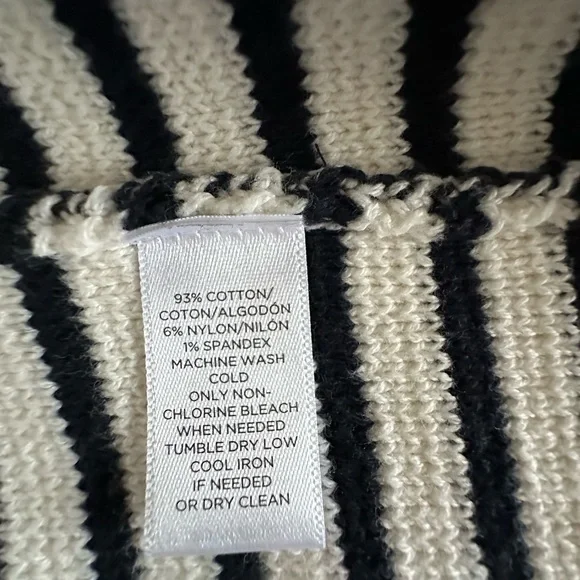 93% COTTON/
COTON/ALGODÓN
6% NYLON/NILÓN
1% SPANDEX
MACHINE WASH
COLD
ONLY NON-
CHLORINE BLEACH
WHEN NEEDED
TUMBLE DRY LOW
COOL IRON
IF NEEDED
OR DRY CLEAN